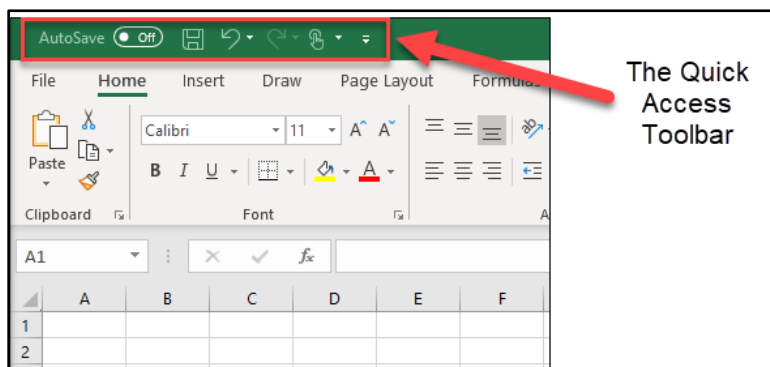 AutoSave Off
The Quick
Access
Toolbar
File Home Insert Draw Page Layout Formulas
Paste
Calibri 11 A^ A˅
B I U A
Clipboard Font A
A1 fx
A B C D E F
1
2